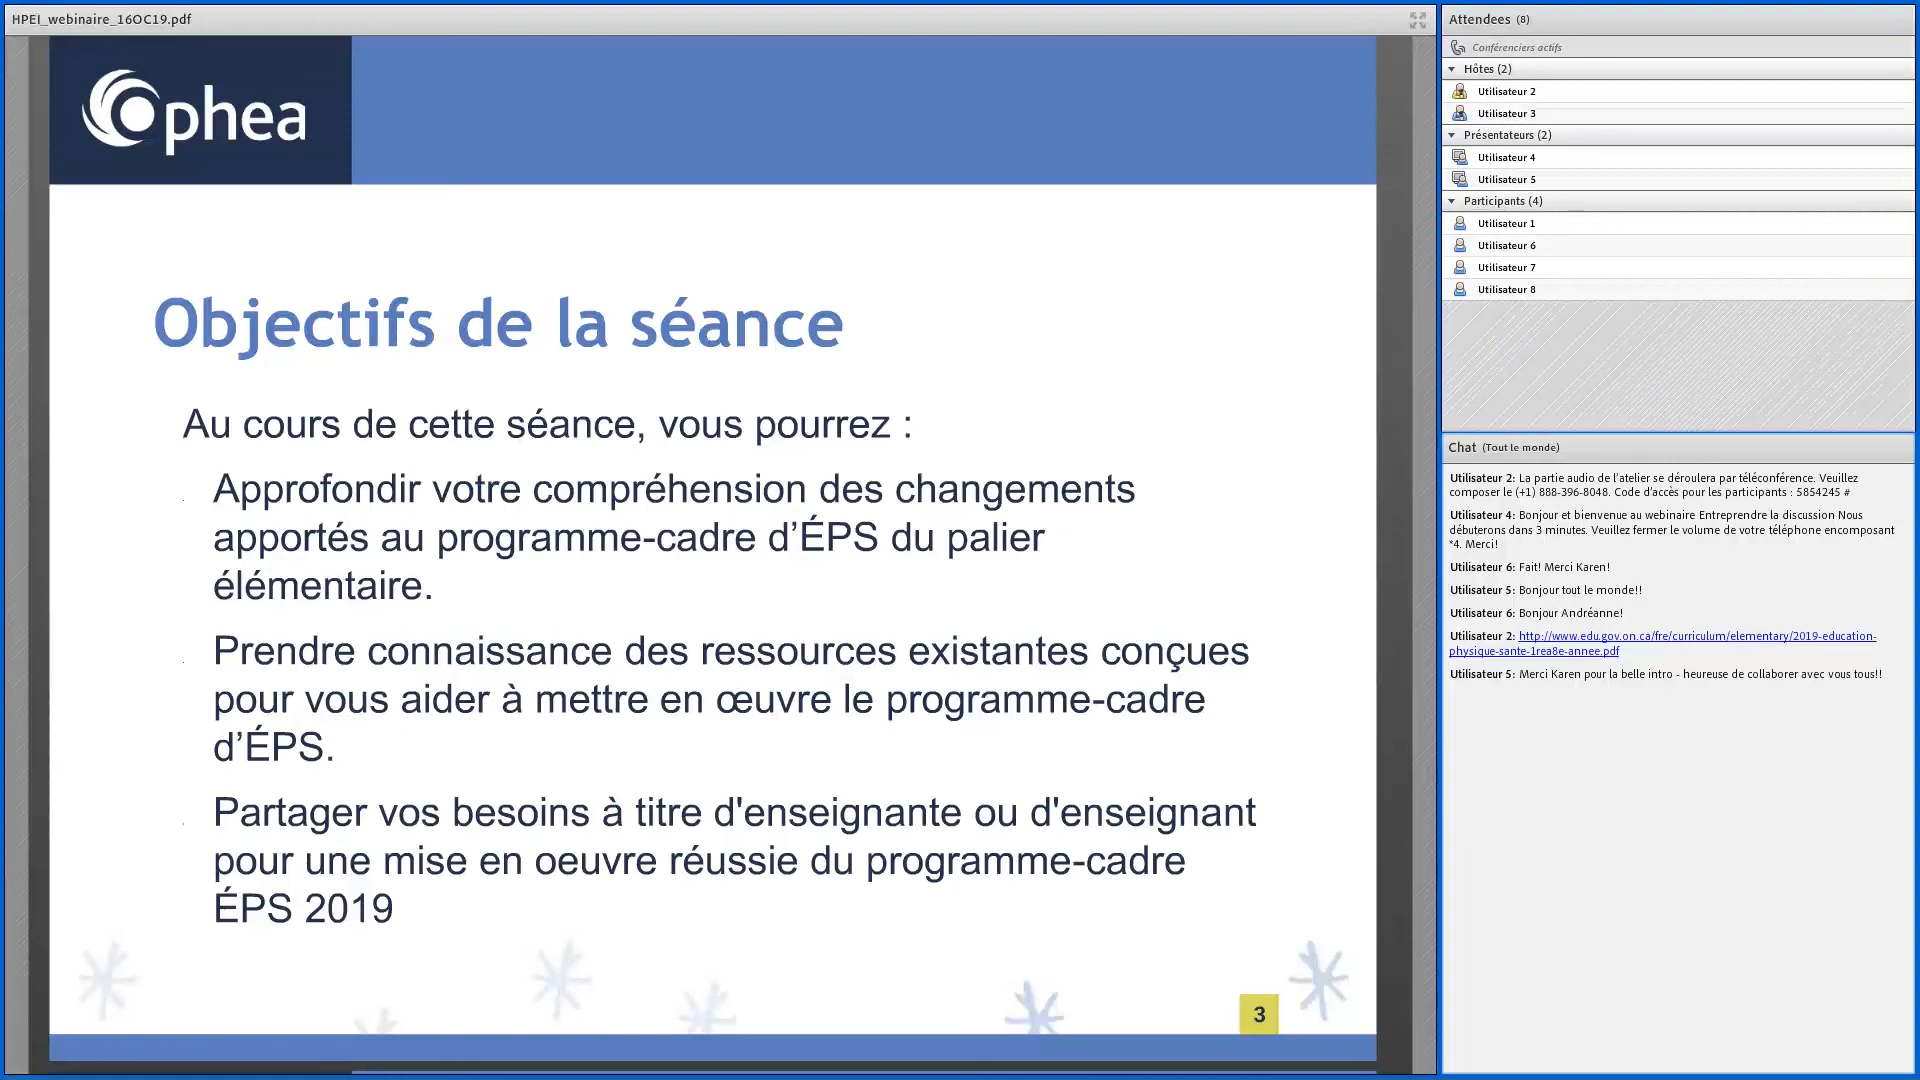 HPEI_webinaire_16OC19.pdf
Ophea
Objectifs de la séance
Au cours de cette séance, vous pourrez :
Approfondir votre compréhension des changements
apportés au programme-cadre d’ÉPS du palier
élémentaire.
Prendre connaissance des ressources existantes conçues
pour vous aider à mettre en œuvre le programme-cadre
d’ÉPS.
Partager vos besoins à titre d'enseignante ou d'enseignant
pour une mise en oeuvre réussie du programme-cadre
ÉPS 2019
3
Attendees (8)
Conférenciers actifs
Hôtes (2)
Utilisateur 2
Utilisateur 3
Présentateurs (2)
Utilisateur 4
Utilisateur 5
Participants (4)
Utilisateur 1
Utilisateur 6
Utilisateur 7
Utilisateur 8
Chat (Tout le monde)
Utilisateur 2: La partie audio de l'atelier se déroulera par téléconférence. Veuillez
composer le (+1) 888-396-8048. Code d'accès pour les participants : 5854245 #
Utilisateur 4: Bonjour et bienvenue au webinaire Entreprendre la discussion Nous
débuterons dans 3 minutes. Veuillez fermer le volume de votre téléphone encomposant
*4. Merci!
Utilisateur 6: Fait! Merci Karen!
Utilisateur 5: Bonjour tout le monde!!
Utilisateur 6: Bonjour Andréanne!
Utilisateur 2: http://www.edu.gov.on.ca/fre/curriculum/elementary/2019-education-
physique-sante-1rea8e-annee.pdf
Utilisateur 5: Merci Karen pour la belle intro - heureuse de collaborer avec vous tous!!